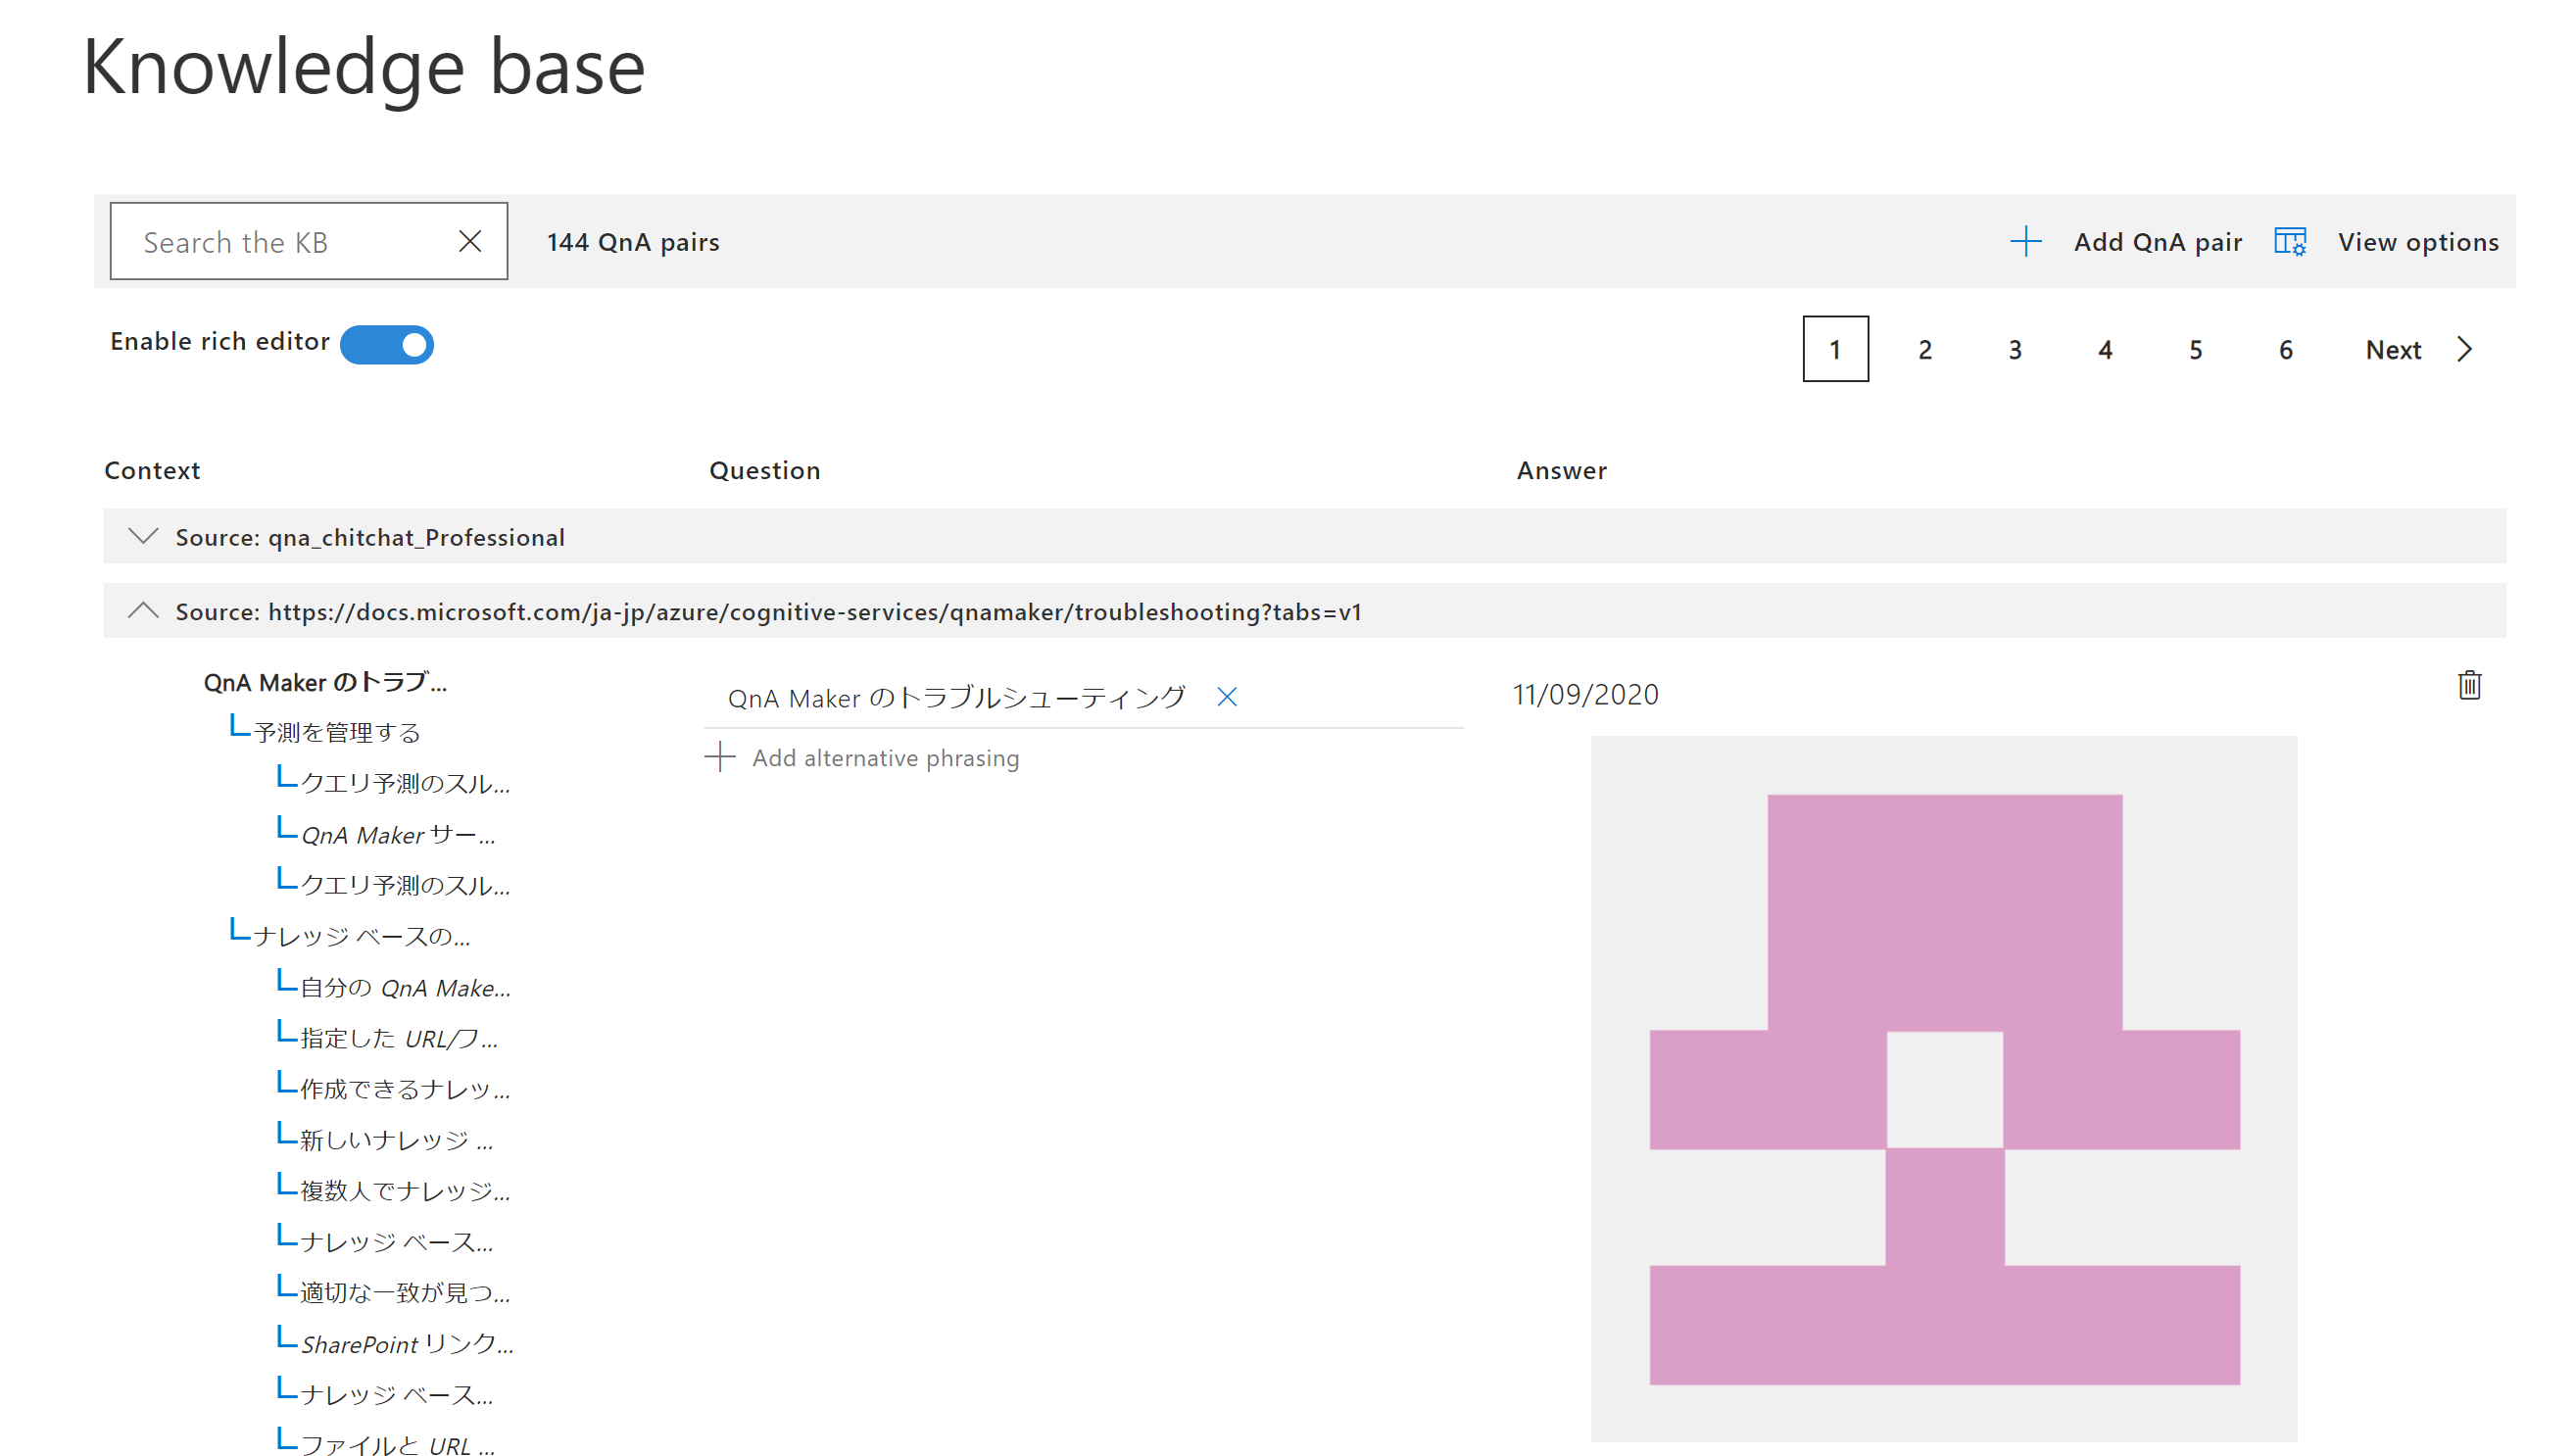 Knowledge base
Search the KB
144 QnA pairs
Add QnA pair
View options
Enable rich editor
1 2 3 4 5 6 Next
Context Question Answer
Source: qna_chitchat_Professional
Source: https://docs.microsoft.com/ja-jp/azure/cognitive-services/qnamaker/troubleshooting?tabs=v1
QnA Maker のトラブ...
予測を管理する
クエリ予測のスル...
QnA Maker サー...
クエリ予測のスル...
ナレッジ ベースの...
自分の QnA Make...
指定した URL/フ...
作成できるナレッ...
新しいナレッジ ...
複数人でナレッジ...
ナレッジ ベース...
適切な一致が見つ...
SharePoint リンク...
ナレッジ ベース...
ファイルと URL ...
QnA Maker のトラブルシューティング
Add alternative phrasing
11/09/2020